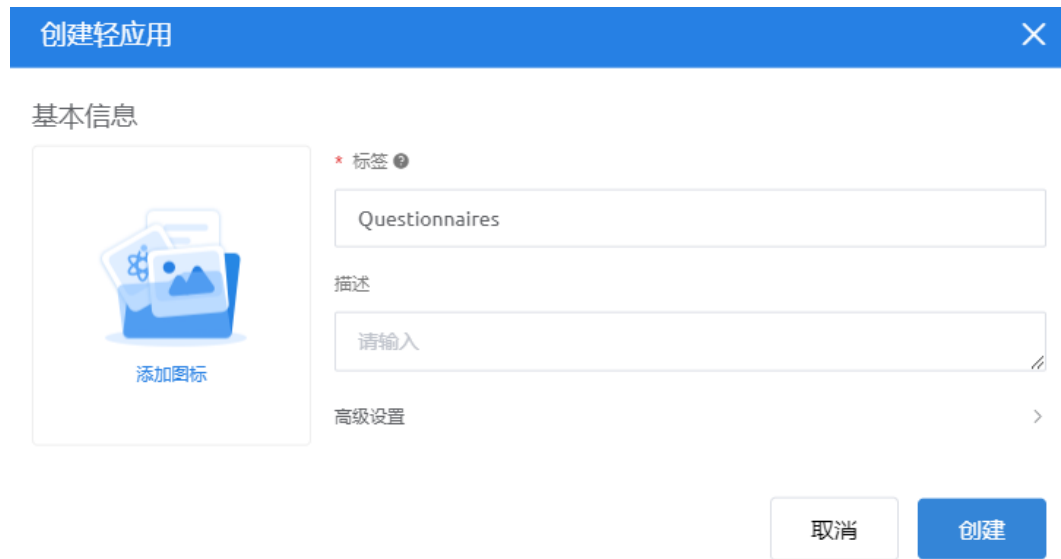 创建轻应用
基本信息
* 标签
Questionnaires
描述
请输入
添加图标
高级设置
取消
创建